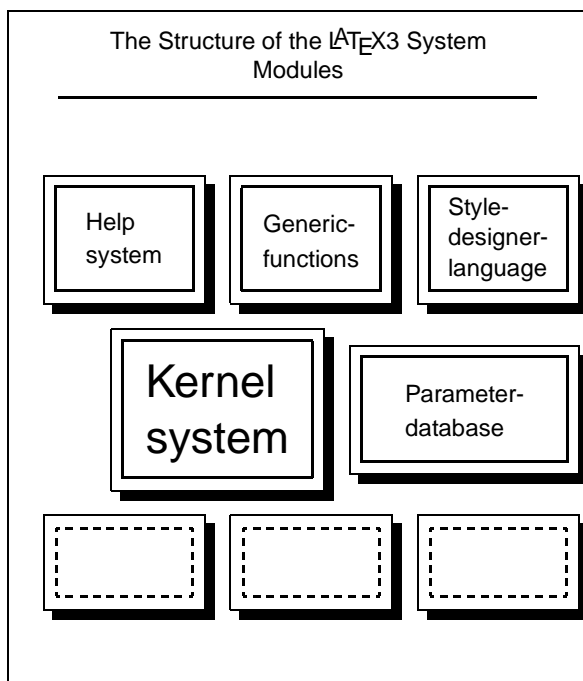 The Structure of the LATEX3 System
Modules
Help
system
Generic-
functions
Style-
designer-
language
Kernel
system
Parameter-
database